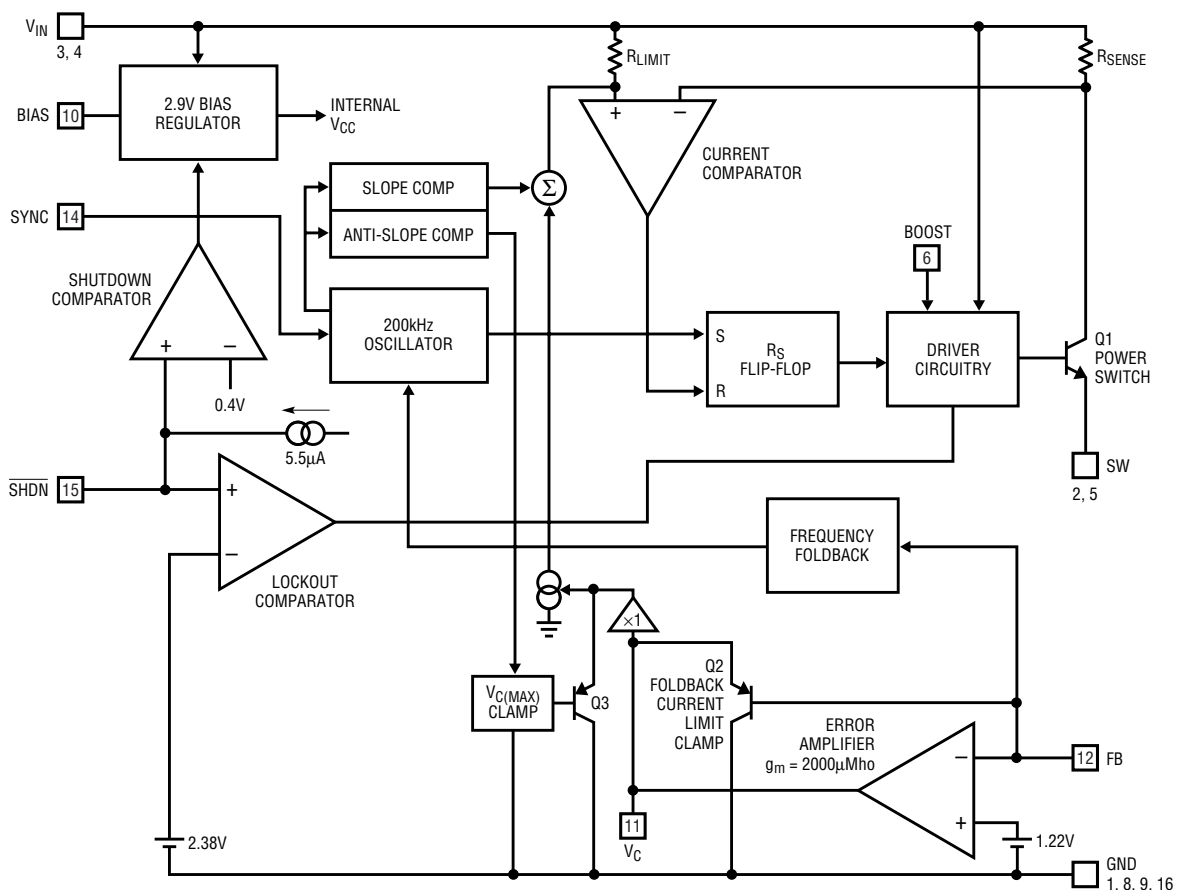 VIN
3, 4
RLIMIT
RSENSE
2.9V BIAS
REGULATOR
INTERNAL
VCC
BIAS
10
+
–
CURRENT
COMPARATOR
SLOPE COMP
Σ
ANTI-SLOPE COMP
SYNC
14
BOOST
6
SHUTDOWN
COMPARATOR
200kHz
OSCILLATOR
+
–
0.4V
S
R
RS
FLIP-FLOP
DRIVER
CIRCUITRY
Q1
POWER
SWITCH
5.5µA
SHDN
15
+
–
LOCKOUT
COMPARATOR
SW
2, 5
FREQUENCY
FOLDBACK
×1
VC(MAX)
CLAMP
Q3
Q2
FOLDBACK
CURRENT
LIMIT
CLAMP
ERROR
AMPLIFIER
gm = 2000µMho
–
+
12
FB
11
VC
2.38V
1.22V
GND
1, 8, 9, 16